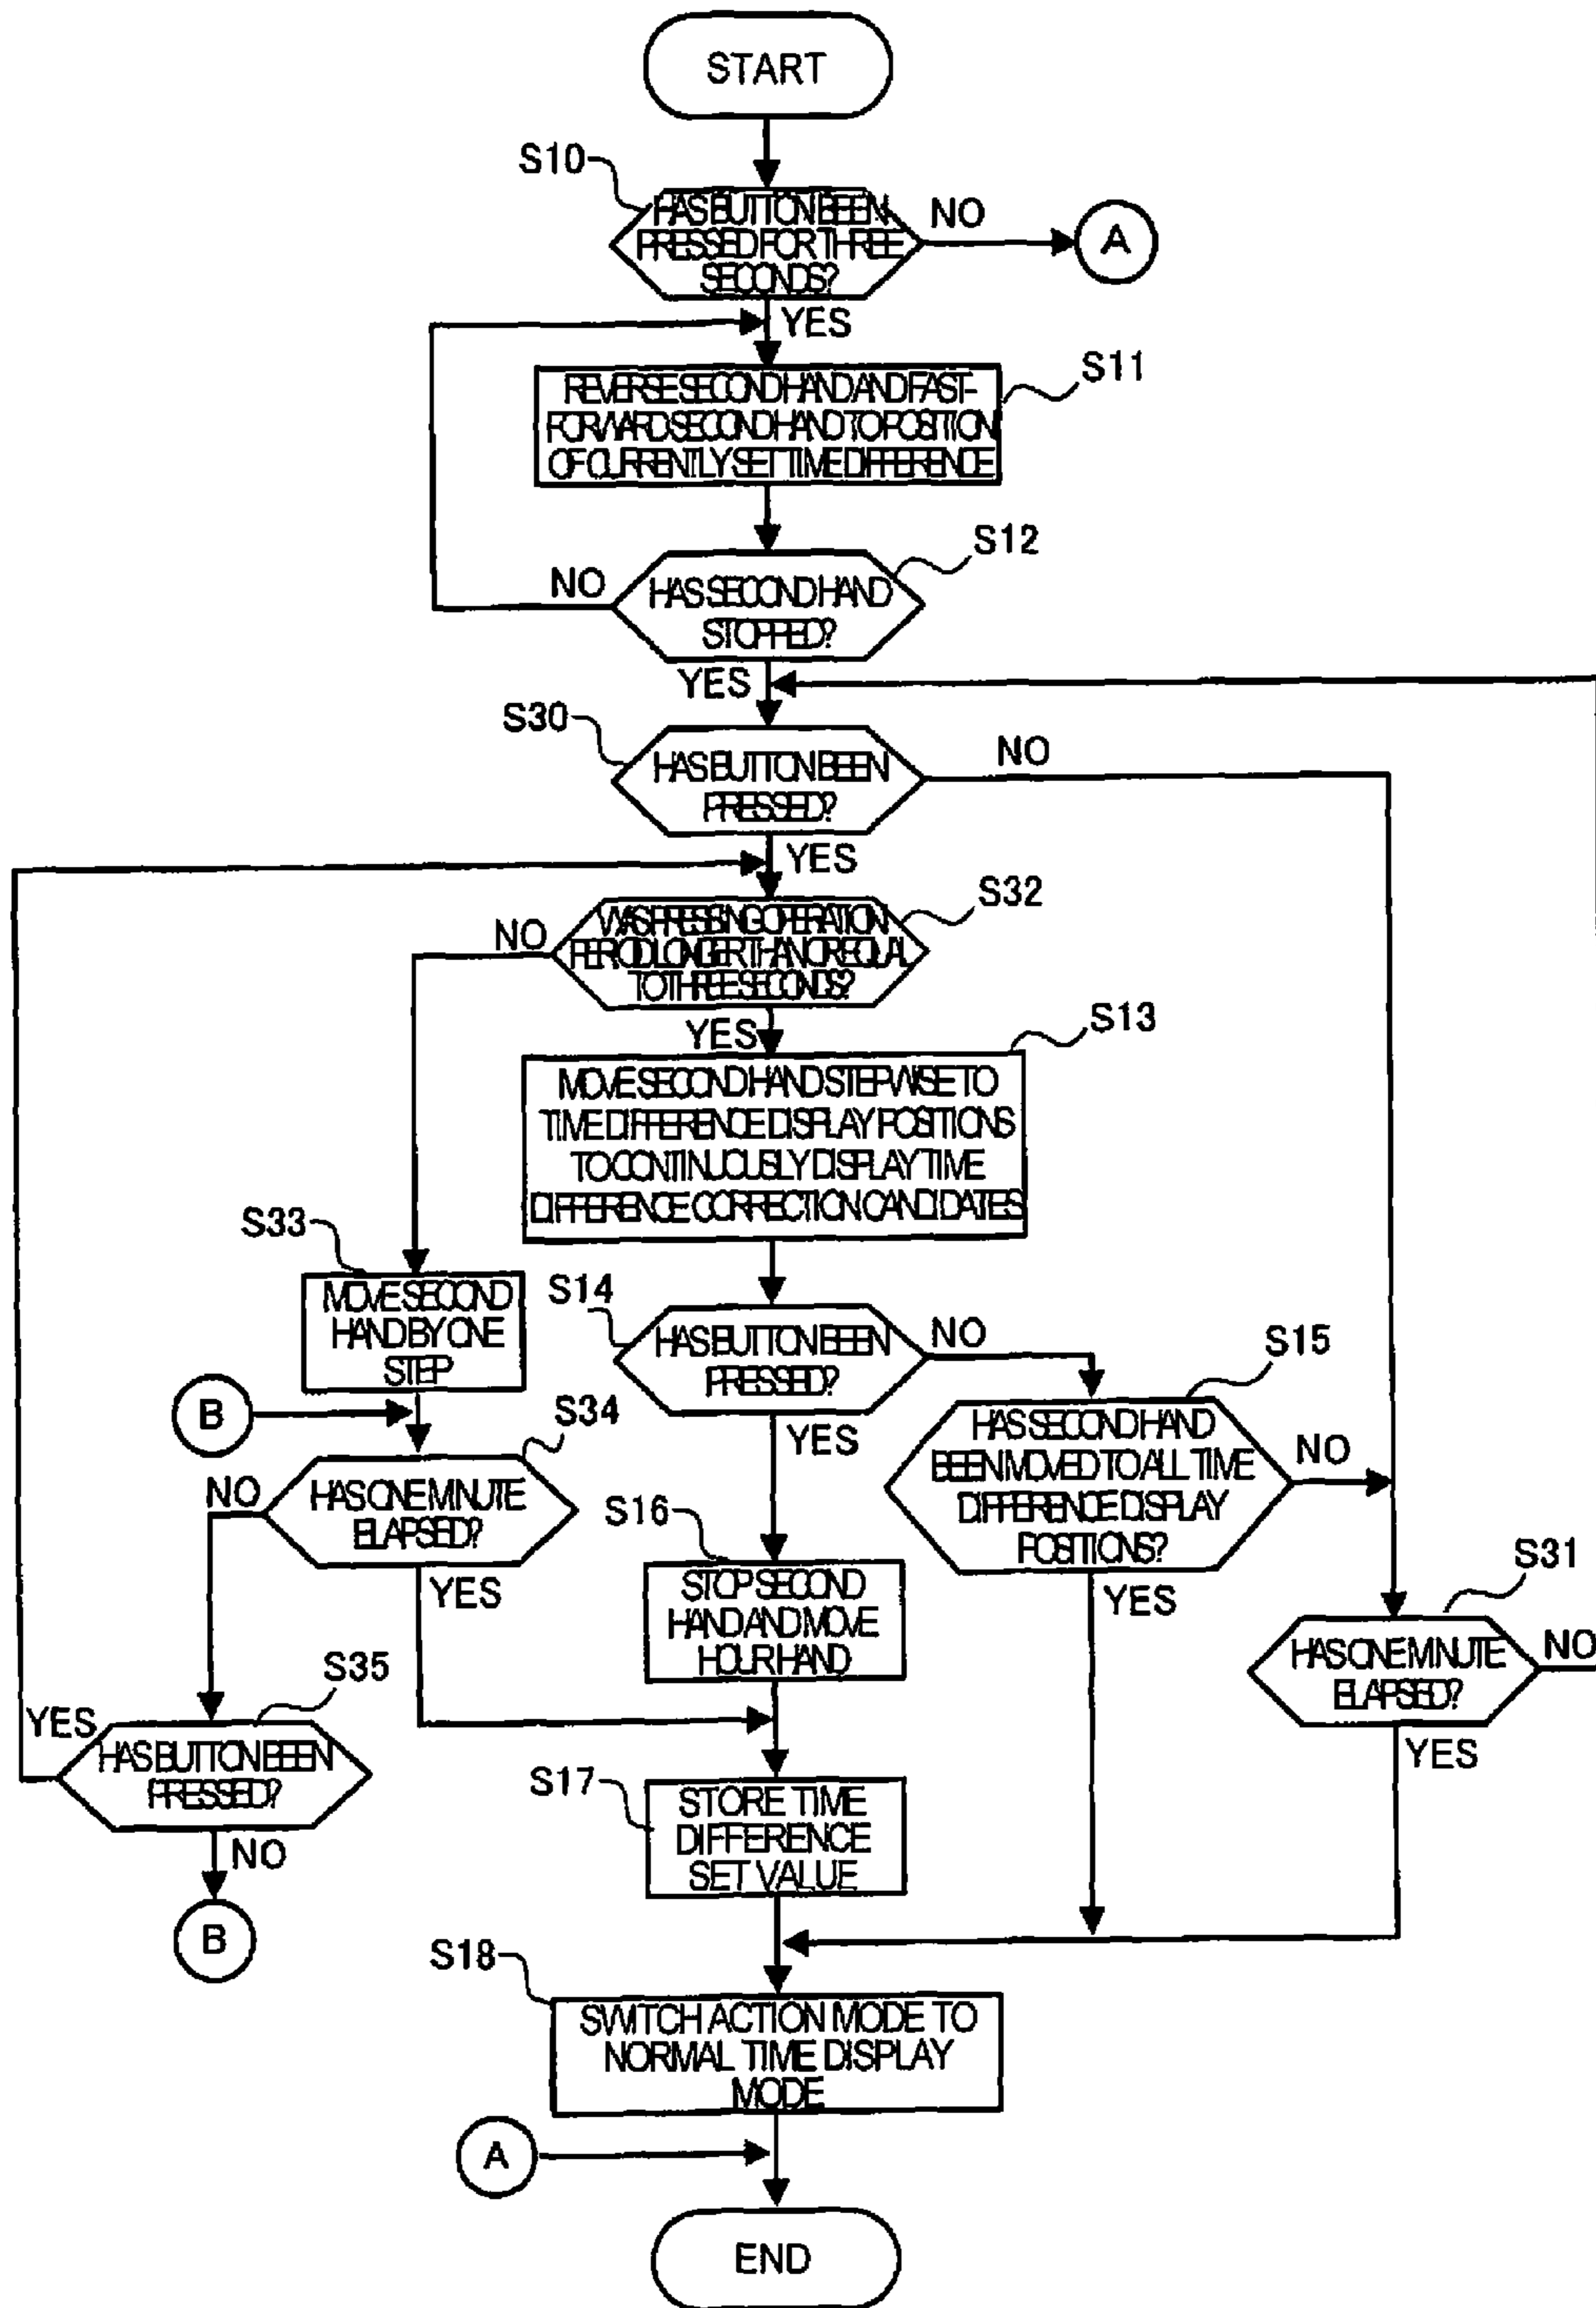 START
S10
HAS BUTTON BEEN
PRESSED FOR THREE
SECONDS?
NO
A
YES
S11
REVERSE SECOND HAND AND FAST-
FORWARD SECOND HAND TO POSITION
OF CURRENTLY SET TIME DIFFERENCE
S12
NO
HAS SECOND HAND
STOPPED?
YES
S30
HAS BUTTON BEEN
PRESSED?
NO
YES
S32
NO
WAS PRESSING OPERATION
PERIOD LONGER THAN OR EQUAL
TO THREE SECONDS?
YES
S13
MOVE SECOND HAND STEPWISE TO
TIME DIFFERENCE DISPLAY POSITIONS
TO CONTINUOUSLY DISPLAY TIME
DIFFERENCE CORRECTION CANDIDATES
S33
MOVE SECOND
HAND BY ONE
STEP
S14
HAS BUTTON BEEN
PRESSED?
NO
YES
S15
HAS SECOND HAND
BEEN MOVED TO ALL TIME
DIFFERENCE DISPLAY
POSITIONS?
NO
YES
B
S34
NO
HAS ONE MINUTE
ELAPSED?
YES
S16
STOP SECOND
HAND AND MOVE
HOUR HAND
S31
HAS ONE MINUTE
ELAPSED?
NO
YES
S35
YES
HAS BUTTON BEEN
PRESSED?
NO
B
S17
STORE TIME
DIFFERENCE
SET VALUE
S18
SWITCH ACTION MODE TO
NORMAL TIME DISPLAY
MODE
A
END